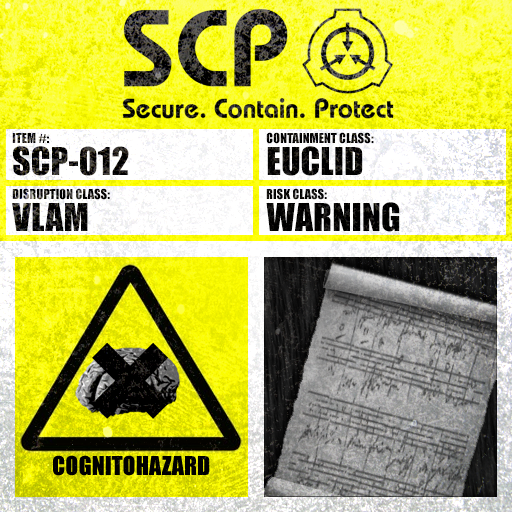 SCP
Secure. Contain. Protect
ITEM #:
SCP-012
CONTAINMENT CLASS:
EUCLID
DISRUPTION CLASS:
VLAM
RISK CLASS:
WARNING
COGNITOHAZARD